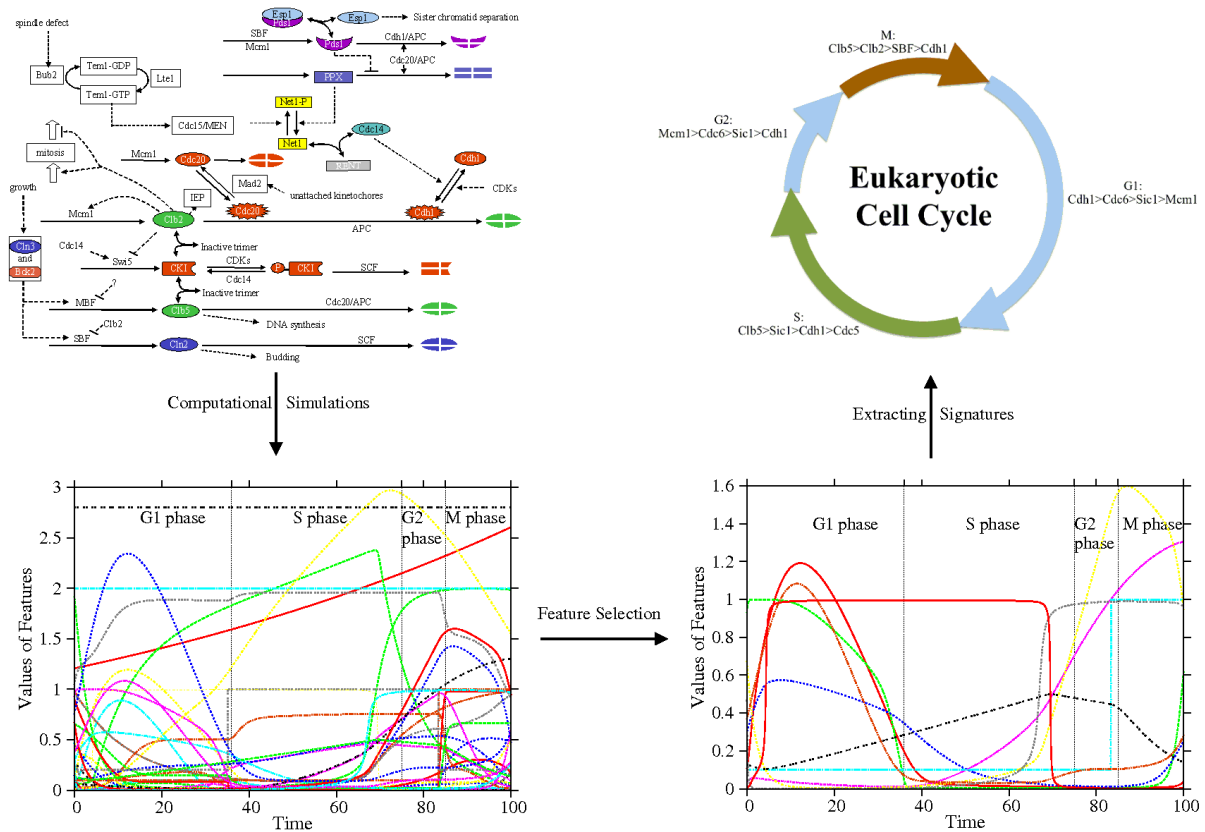 Esp1
Pds1
Esp1
Sister chromatid separation
spindle defect
SBF
Mcm1
Pds1
Cdh1/APC
Cdc20/APC
Bub2
Tem1-GDP
Lte1
Tem1-GTP
PPX
Net1-P
Cdc15/MEN
Net1
Cdc14
RENT
mitosis
Mcm1
Cdc20
Cdh1
Mad2
unattached kinetochores
CDKs
growth
IEP
Mcm1
Clb2
Cdc20
Cdh1
APC
Cln3
and
Bck2
Cdc14
Swi5
Inactive trimer
CKI
CDKs
Cdc14
P
CKI
SCF
?
Inactive trimer
MBF
Clb5
Cdc20/APC
DNA synthesis
Clb2
SBF
Cln2
SCF
Budding
M:
Clb5>Clb2>SBF>Cdh1
G2:
Mcm1>Cdc6>Sic1>Cdh1
Eukaryotic
Cell Cycle
G1:
Cdh1>Cdc6>Sic1>Mcm1
S:
Clb5>Sic1>Cdh1>Cdc5
Computational Simulations
Extracting Signatures
Values of Features
3
2.5
2
1.5
1
0.5
0
G1 phase
S phase
G2
phase
M phase
0 20 40 60 80 100
Time
Feature Selection
Values of Features
1.6
1.4
1.2
1
0.8
0.6
0.4
0.2
0
G1 phase
S phase
G2
phase
M phase
0 20 40 60 80 100
Time